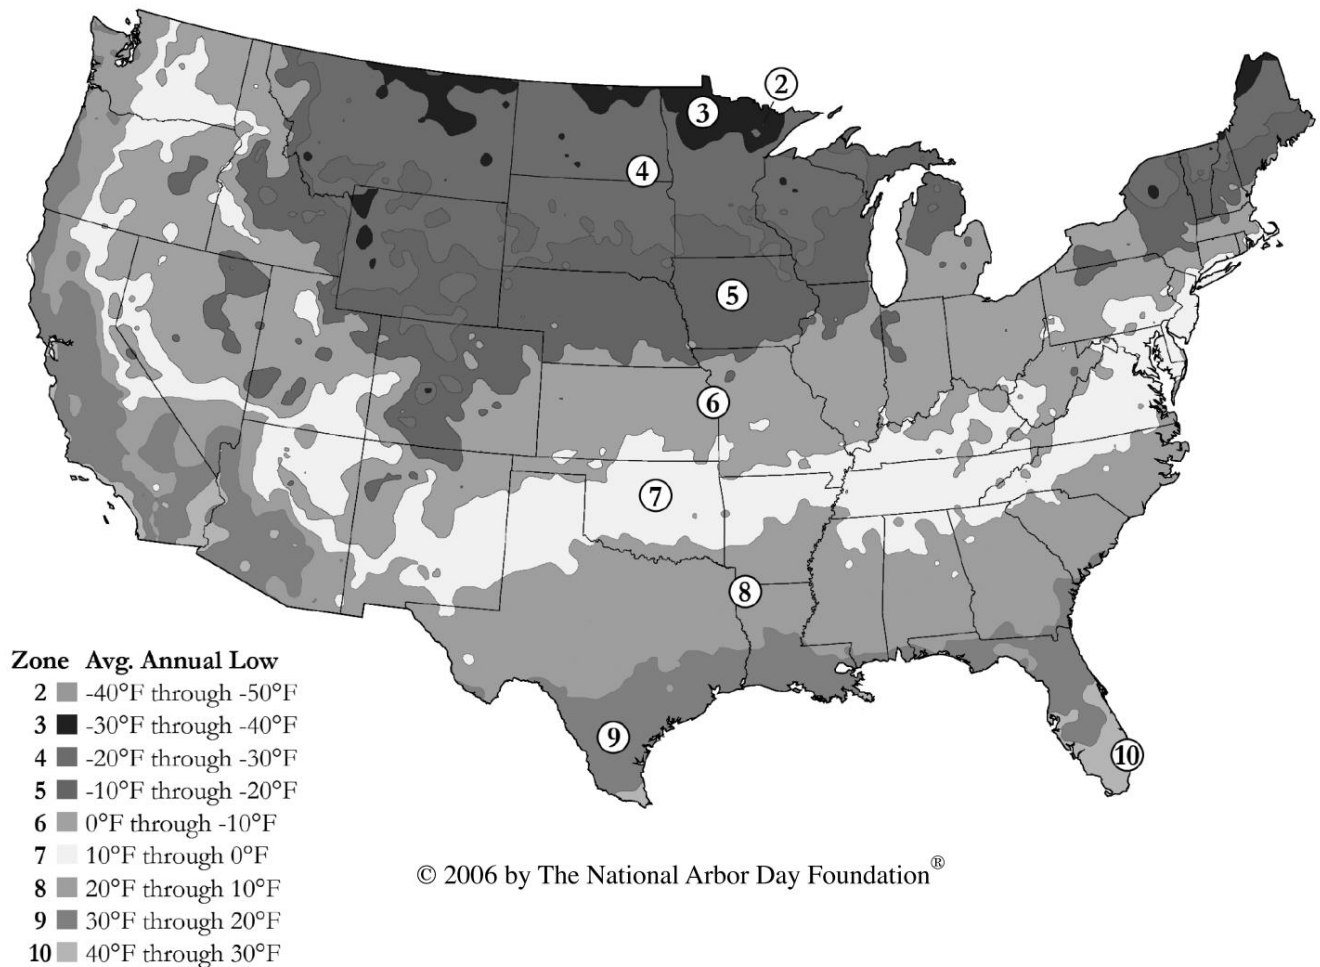 2
3
4
5
6
7
8
9
10
Zone Avg. Annual Low
2 -40°F through -50°F
3 -30°F through -40°F
4 -20°F through -30°F
5 -10°F through -20°F
6 0°F through -10°F
7 10°F through 0°F
8 20°F through 10°F
9 30°F through 20°F
10 40°F through 30°F
© 2006 by The National Arbor Day Foundation®